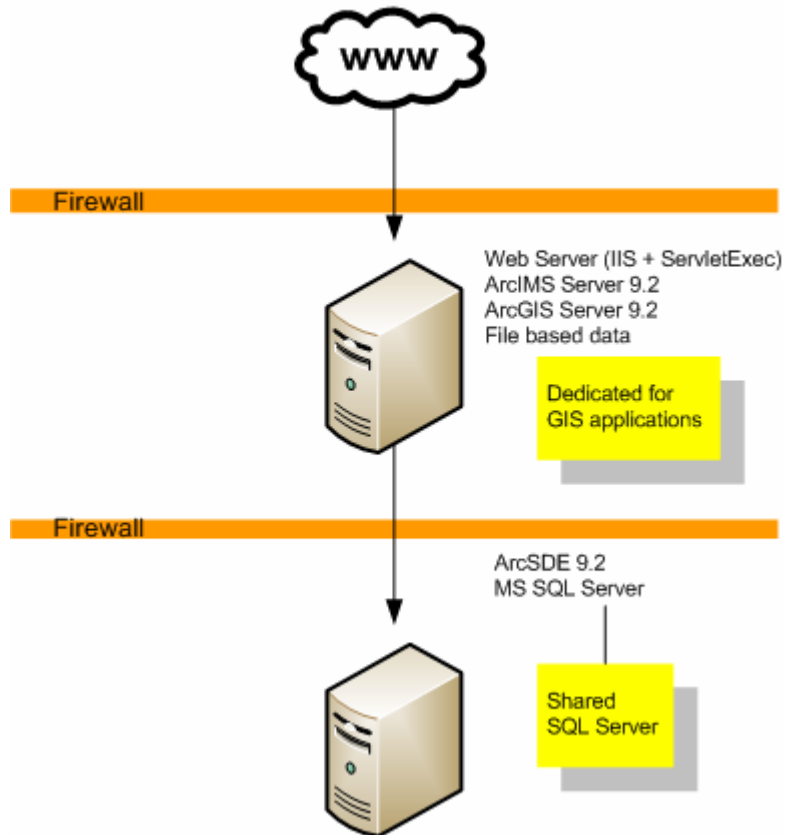 WWW
Firewall
Web Server (IIS + ServletExec)
ArcIMS Server 9.2
ArcGIS Server 9.2
File based data
Dedicated for
GIS applications
Firewall
ArcSDE 9.2
MS SQL Server
Shared
SQL Server